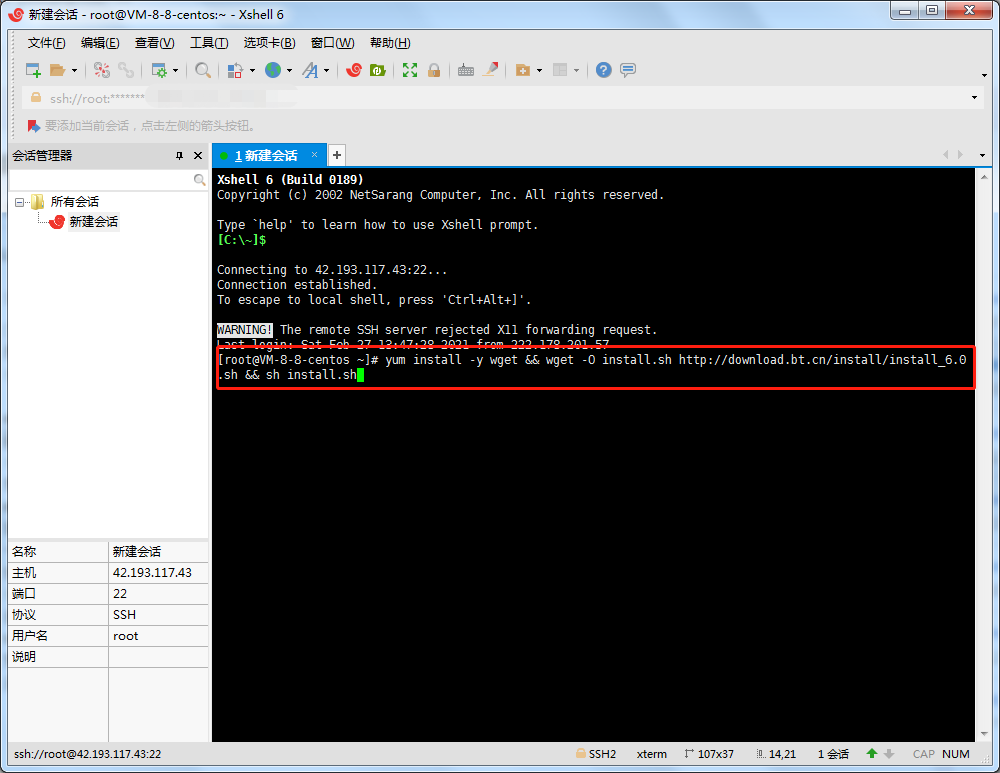 新建会话 - root@VM-8-8-centos:~ - Xshell 6
文件(F) 编辑(E) 查看(V) 工具(T) 选项卡(B) 窗口(W) 帮助(H)
ssh://root:*******
要添加当前会话，点击左侧的箭头按钮。
会话管理器
1 新建会话 × +
所有会话
新建会话
Xshell 6 (Build 0189)
Copyright (c) 2002 NetSarang Computer, Inc. All rights reserved.
Type `help' to learn how to use Xshell prompt.
[C:\~]$
Connecting to 42.193.117.43:22...
Connection established.
To escape to local shell, press 'Ctrl+Alt+]'.
WARNING! The remote SSH server rejected X11 forwarding request.
Last login: Sat Feb 27 13:47:28 2021 from 222.178.201.57
[root@VM-8-8-centos ~]# yum install -y wget && wget -O install.sh http://download.bt.cn/install/install_6.0
.sh && sh install.sh
名称 新建会话
主机 42.193.117.43
端口 22
协议 SSH
用户名 root
说明
ssh://root@42.193.117.43:22 SSH2 xterm 107x37 14,21 1 会话 CAP NUM